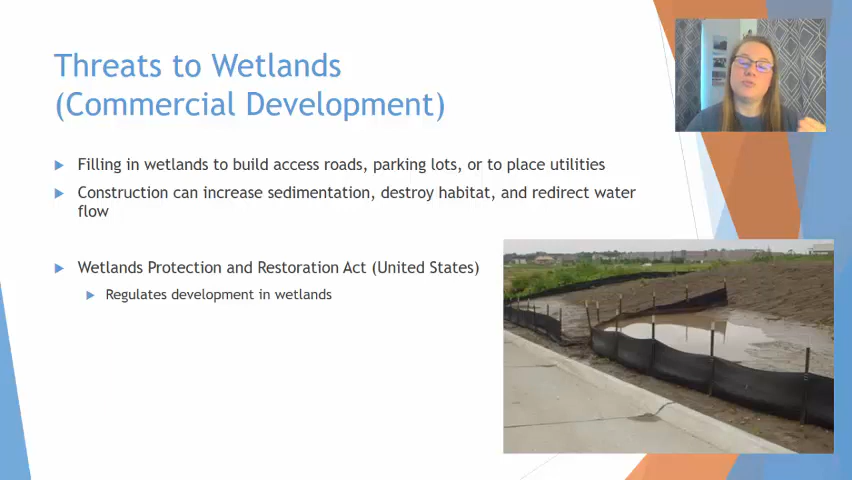 Threats to Wetlands
(Commercial Development)
Filling in wetlands to build access roads, parking lots, or to place utilities
Construction can increase sedimentation, destroy habitat, and redirect water
flow
Wetlands Protection and Restoration Act (United States)
Regulates development in wetlands